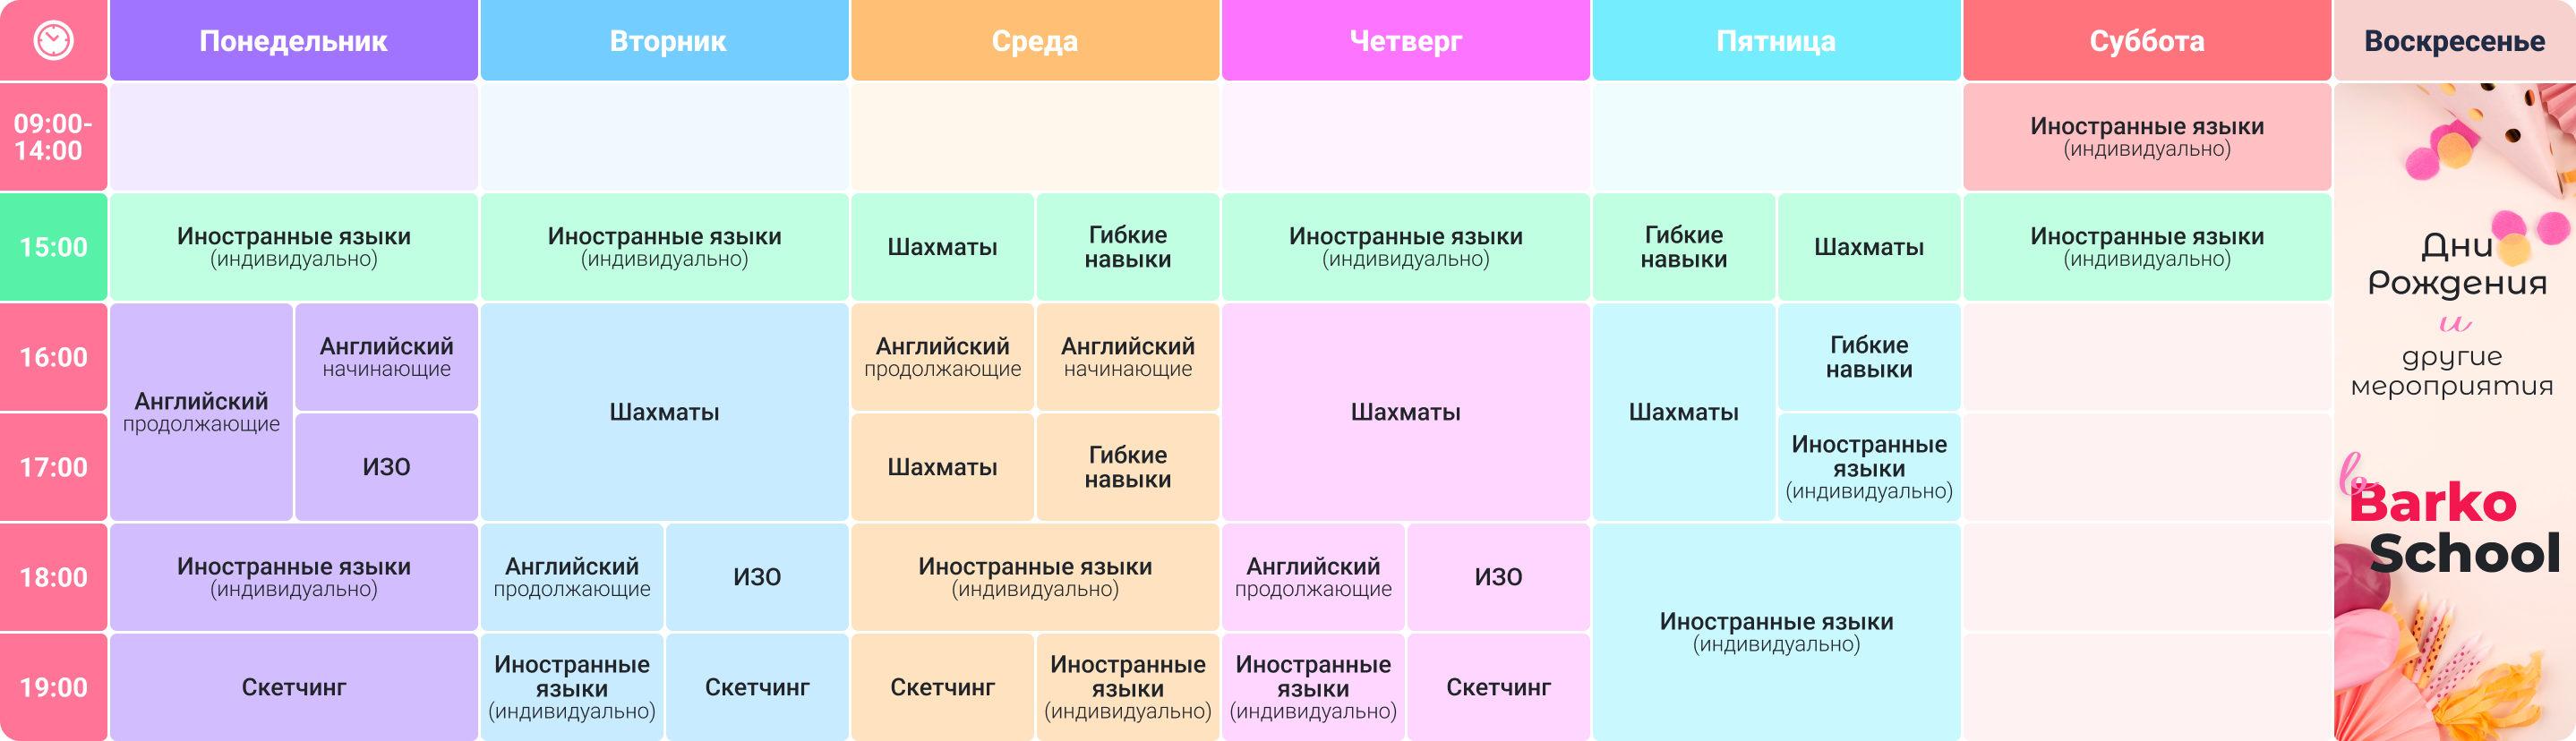 Понедельник
Вторник
Среда
Четверг
Пятница
Суббота
Воскресенье
09:00-
14:00
Иностранные языки
(индивидуально)
15:00
Иностранные языки
(индивидуально)
Иностранные языки
(индивидуально)
Шахматы
Гибкие
навыки
Иностранные языки
(индивидуально)
Гибкие
навыки
Шахматы
Иностранные языки
(индивидуально)
16:00
Английский
продолжающие
Английский
начинающие
Шахматы
Английский
продолжающие
Английский
начинающие
Шахматы
Шахматы
Гибкие
навыки
17:00
ИЗО
Шахматы
Гибкие
навыки
Иностранные
языки
(индивидуально)
18:00
Иностранные языки
(индивидуально)
Английский
продолжающие
ИЗО
Иностранные языки
(индивидуально)
Английский
продолжающие
ИЗО
Иностранные языки
(индивидуально)
19:00
Скетчинг
Иностранные
языки
(индивидуально)
Скетчинг
Скетчинг
Иностранные
языки
(индивидуально)
Иностранные
языки
(индивидуально)
Скетчинг
Дни
Рождения
и
другие
мероприятия
в
Barko
School